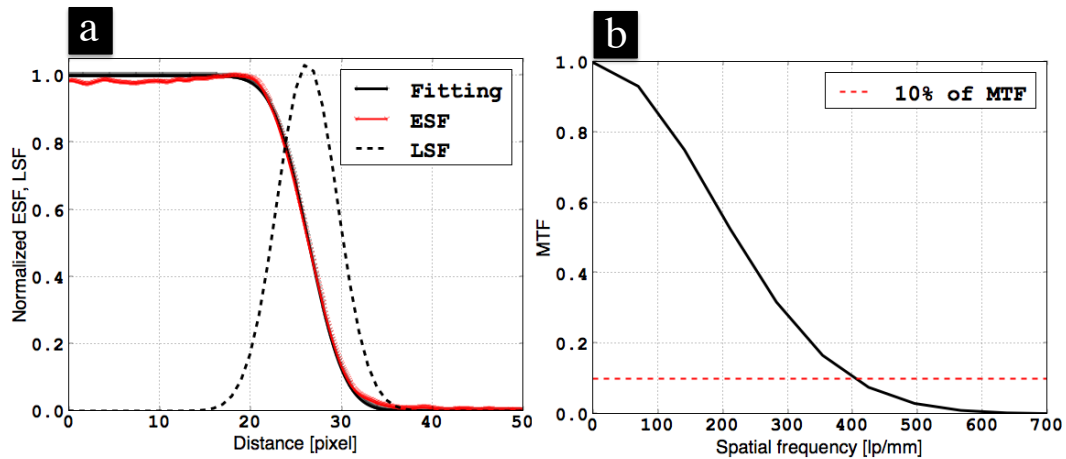 a
Normalized ESF, LSF
1.0
0.8
0.6
0.4
0.2
0.0
0
10
20
30
40
50
Distance [pixel]
Fitting
ESF
LSF
b
MTF
1.0
0.8
0.6
0.4
0.2
0.0
0
100
200
300
400
500
600
700
Spatial frequency [lp/mm]
10% of MTF